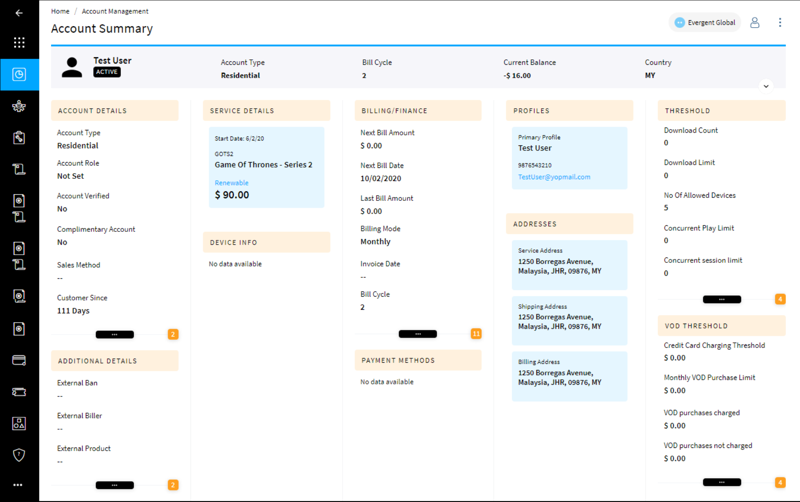 Home / Account Management
Account Summary
Evergent Global
Test User
ACTIVE
Account Type
Residential
Bill Cycle
2
Current Balance
-$ 16.00
Country
MY
ACCOUNT DETAILS
Account Type
Residential
Account Role
Not Set
Account Verified
No
Complimentary Account
No
Sales Method
--
Customer Since
111 Days
2
ADDITIONAL DETAILS
External Ban
--
External Biller
--
External Product
--
2
SERVICE DETAILS
Start Date: 6/2/20
GOTS2
Game Of Thrones - Series 2
Renewable
$ 90.00
DEVICE INFO
No data available
BILLING/FINANCE
Next Bill Amount
$ 0.00
Next Bill Date
10/02/2020
Last Bill Amount
$ 0.00
Billing Mode
Monthly
Invoice Date
--
Bill Cycle
2
11
PAYMENT METHODS
No data available
PROFILES
Primary Profile
Test User
9876543210
TestUser@yopmail.com
ADDRESSES
Service Address
1250 Borregas Avenue,
Malaysia, JHR, 09876, MY
Shipping Address
1250 Borregas Avenue,
Malaysia, JHR, 09876, MY
Billing Address
1250 Borregas Avenue,
Malaysia, JHR, 09876, MY
THRESHOLD
Download Count
0
Download Limit
0
No Of Allowed Devices
5
Concurrent Play Limit
0
Concurrent session limit
0
4
VOD THRESHOLD
Credit Card Charging Threshold
$ 0.00
Monthly VOD Purchase Limit
$ 0.00
VOD purchases charged
$ 0.00
VOD purchases not charged
$ 0.00
4